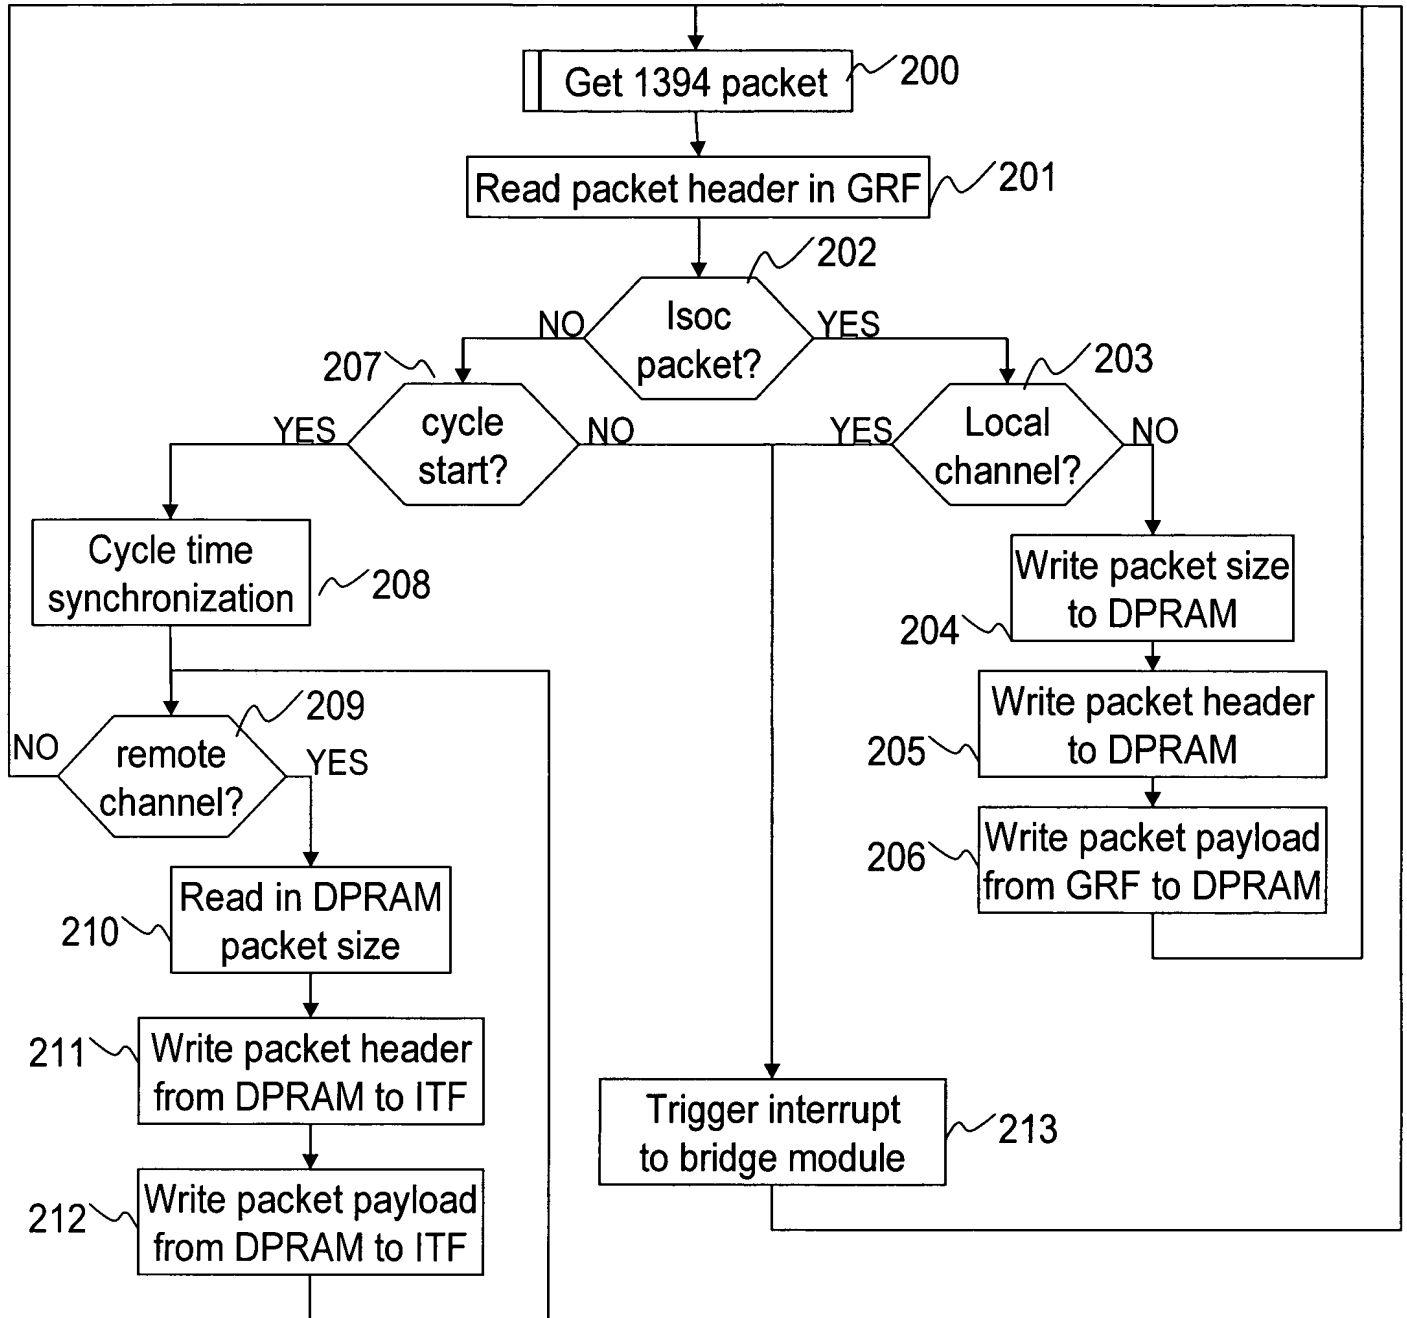 Get 1394 packet
200
Read packet header in GRF
201
202
Isoc
packet?
NO
YES
207
203
cycle
start?
YES
NO
Local
channel?
YES
NO
Cycle time
synchronization
208
Write packet size
to DPRAM
204
209
remote
channel?
NO
YES
Write packet header
to DPRAM
205
Write packet payload
from GRF to DPRAM
206
Read in DPRAM
packet size
210
Write packet header
from DPRAM to ITF
211
Trigger interrupt
to bridge module
213
Write packet payload
from DPRAM to ITF
212